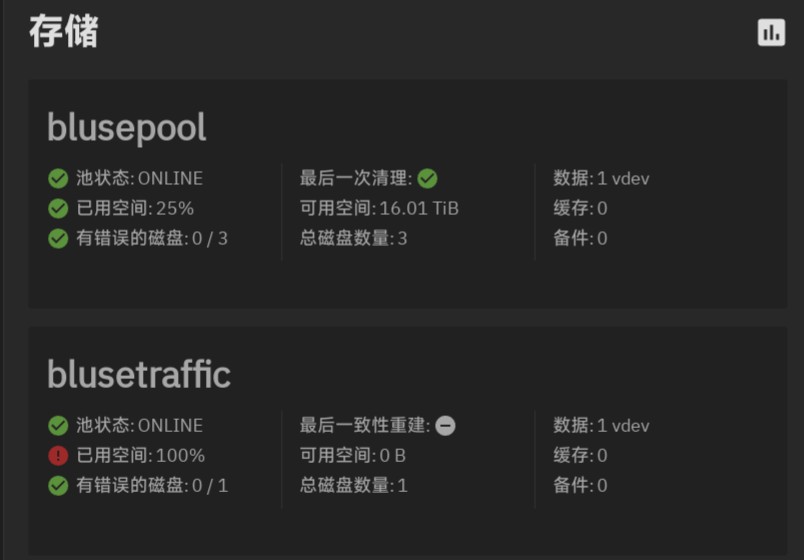 存储
blusepool
池状态: ONLINE
已用空间: 25%
有错误的磁盘: 0 / 3
最后一次清理:
可用空间: 16.01 TiB
总磁盘数量: 3
数据: 1 vdev
缓存: 0
备件: 0
blusetraffic
池状态: ONLINE
已用空间: 100%
有错误的磁盘: 0 / 1
最后一致性重建:
可用空间: 0 B
总磁盘数量: 1
数据: 1 vdev
缓存: 0
备件: 0